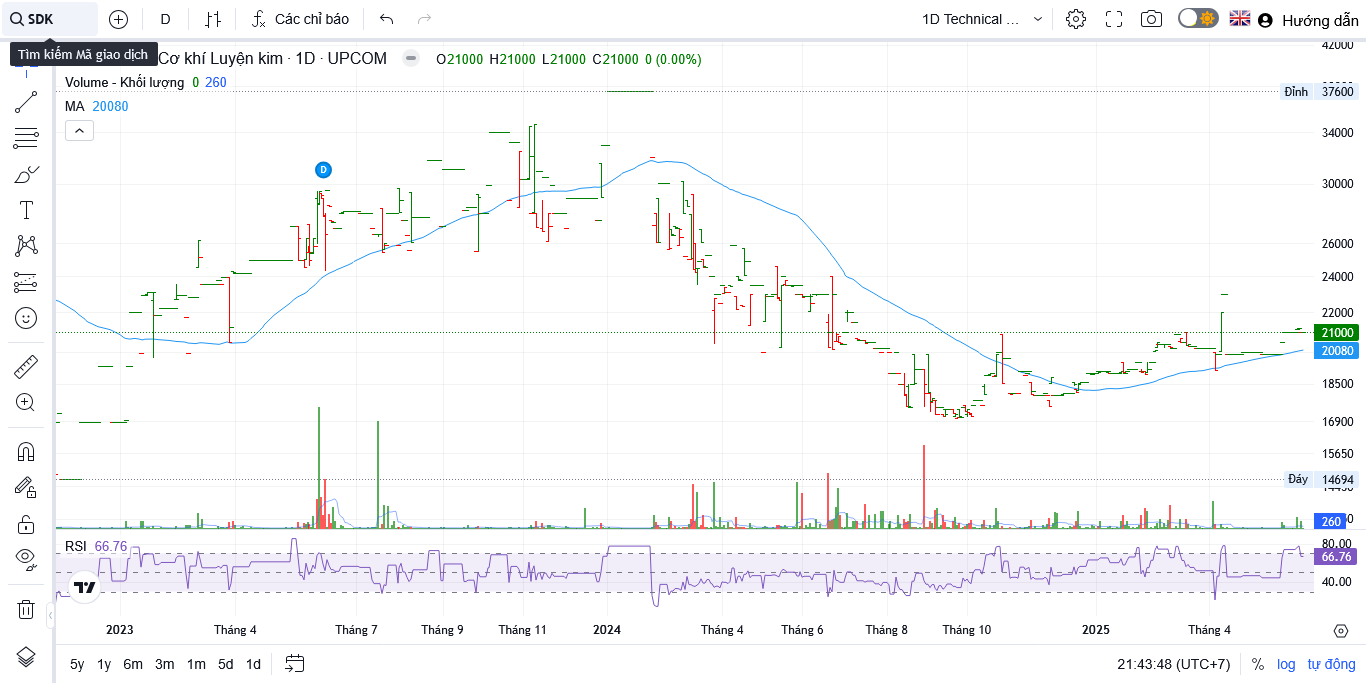 SDK
D
Các chỉ báo
1D Technical ...
Hướng dẫn
Tìm kiếm Mã giao dịch
Cơ khí Luyện kim · 1D · UPCOM
O21000 H21000 L21000 C21000 0 (0.00%)
Volume - Khối lượng 0 260
MA 20080
D
42000
Đỉnh 37600
34000
30000
26000
24000
22000
21000
20080
18500
16900
15650
Đáy 14694
260
RSI 66.76
80.00
66.76
40.00
2023 Tháng 4 Tháng 7 Tháng 9 Tháng 11 2024 Tháng 4 Tháng 6 Tháng 8 Tháng 10 2025 Tháng 4
5y 1y 6m 3m 1m 5d 1d
21:43:48 (UTC+7) % log tự động